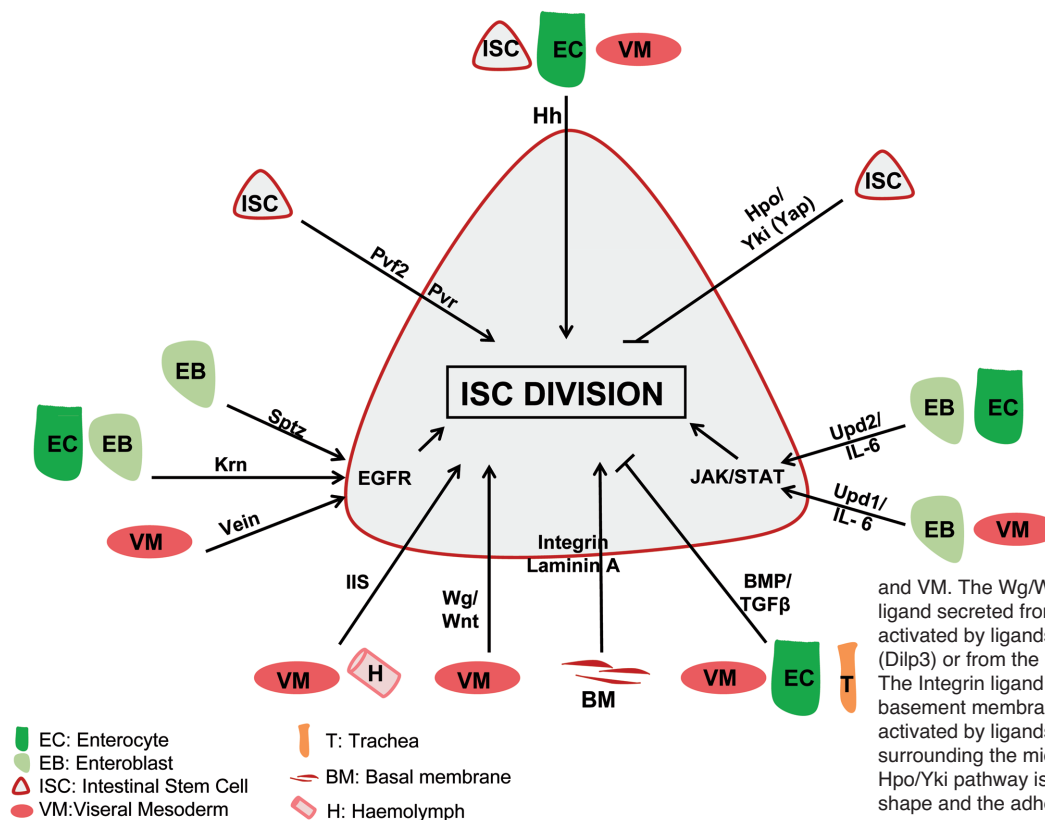 ISC
EC
VM
Hh
ISC
Pvf2
Pvr
ISC
Hpo/
Yki (Yap)
ISC DIVISION
EB
Sptz
EC
EB
Krn
VM
Vein
EGFR
JAK/STAT
EB
EC
Upd2/
IL-6
Upd1/
IL- 6
EB
VM
IIS
VM
H
Wg/
Wnt
VM
Integrin
Laminin A
BM
BMP/
TGFβ
VM
EC
T
EC: Enterocyte
EB: Enteroblast
ISC: Intestinal Stem Cell
VM:Viseral Mesoderm
T: Trachea
BM: Basal membrane
H: Haemolymph
and VM. The Wg/W
ligand secreted from
activated by ligands
(Dilp3) or from the
The Integrin ligand
basement membra
activated by ligands
surrounding the mi
Hpo/Yki pathway is
shape and the adhe